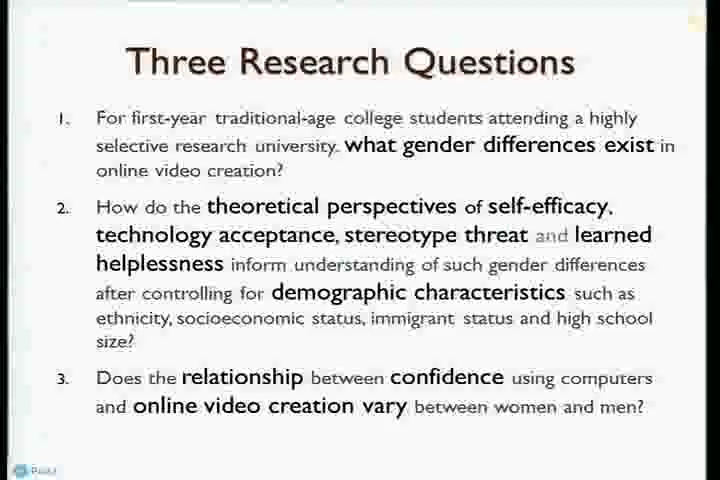 Three Research Questions
1. For first-year traditional-age college students attending a highly
selective research university, what gender differences exist in
online video creation?
2. How do the theoretical perspectives of self-efficacy,
technology acceptance, stereotype threat and learned
helplessness inform understanding of such gender differences
after controlling for demographic characteristics such as
ethnicity, socioeconomic status, immigrant status and high school
size?
3. Does the relationship between confidence using computers
and online video creation vary between women and men?